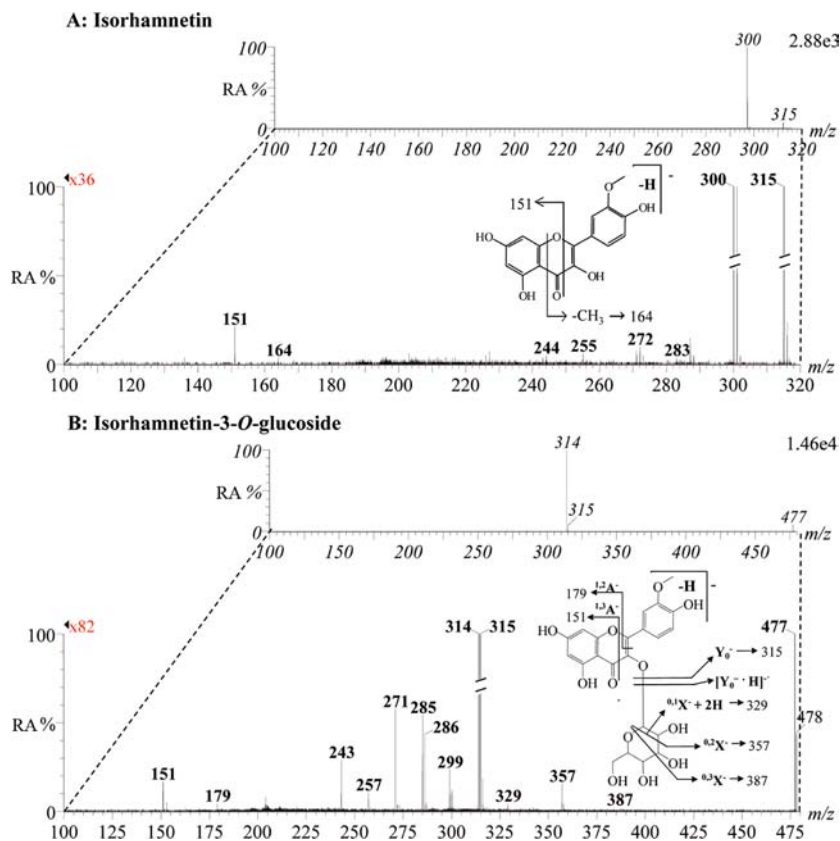 A: Isorhamnetin
100
300
2.88e3
RA %
315
0
m/z
100 120 140 160 180 200 220 240 260 280 300 320
x36
100
-H
-
300
315
151
O
OH
HO
O
RA %
OH
OH
O
151
-CH₃ → 164
164
244
255
272
283
0
m/z
100 120 140 160 180 200 220 240 260 280 300 320
B: Isorhamnetin-3-O-glucoside
100
314
1.46e4
RA %
315
477
0
m/z
100 150 200 250 300 350 400 450
x82
1,2A-
-H
-
179
O
100
314
315
151
1,3A-
OH
477
HO
O
Y₀⁻ → 315
O
OH
O
[Y₀⁻ · H]⁻·
271
285
0,1X⁻ + 2H → 329
478
RA %
286
O
OH
0,2X⁻ → 357
243
299
OH
HO
OH
0,3X⁻ → 387
151
179
257
329
357
387
0
m/z
100 125 150 175 200 225 250 275 300 325 350 375 400 425 450 475